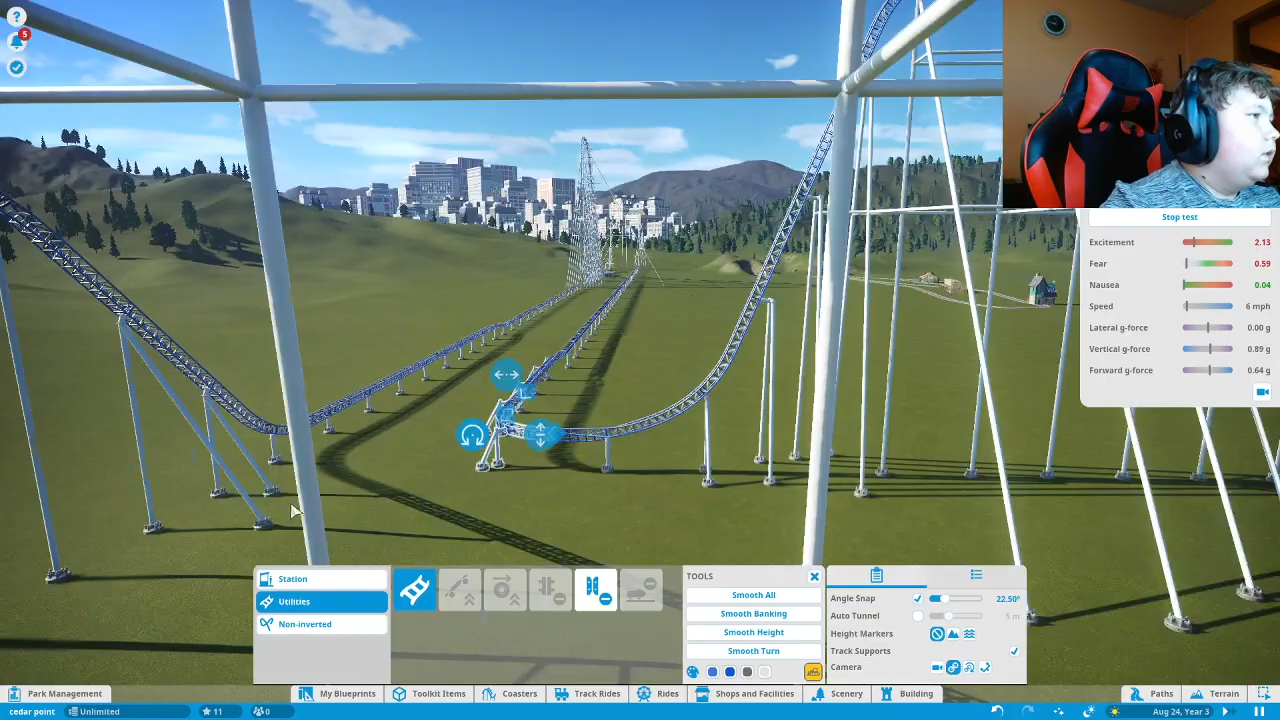 ?
5
Stop test
Excitement 2.13
Fear 0.59
Nausea 0.04
Speed 6 mph
Lateral g-force 0.00 g
Vertical g-force 0.89 g
Forward g-force 0.64 g
Station
Utilities
Non-inverted
TOOLS
Smooth All
Smooth Banking
Smooth Height
Smooth Turn
Angle Snap 22.50°
Auto Tunnel 5 m
Height Markers
Track Supports
Camera
Park Management
My Blueprints
Toolkit Items
Coasters
Track Rides
Rides
Shops and Facilities
Scenery
Building
Paths
Terrain
cedar point
Unlimited
11
0
Aug 24, Year 3